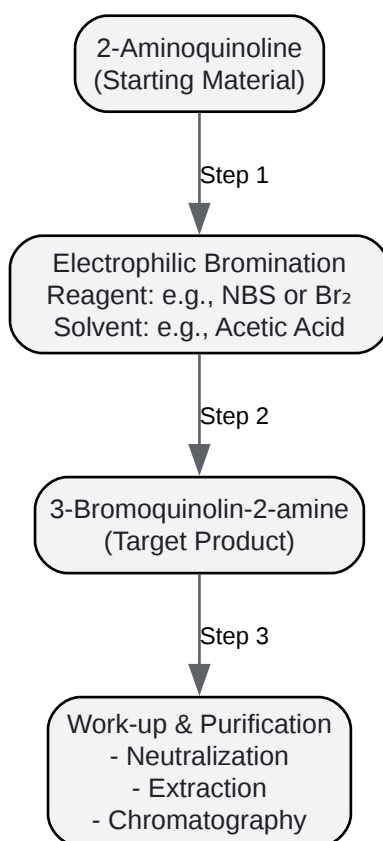 2-Aminoquinoline
(Starting Material)
Step 1
Electrophilic Bromination
Reagent: e.g., NBS or Br₂
Solvent: e.g., Acetic Acid
Step 2
3-Bromoquinolin-2-amine
(Target Product)
Step 3
Work-up & Purification
- Neutralization
- Extraction
- Chromatography